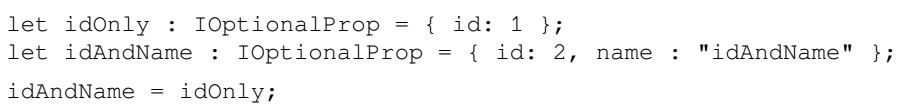 let idOnly : IOptionalProp = { id: 1 };
let idAndName : IOptionalProp = { id: 2, name : "idAndName" };
idAndName = idOnly;